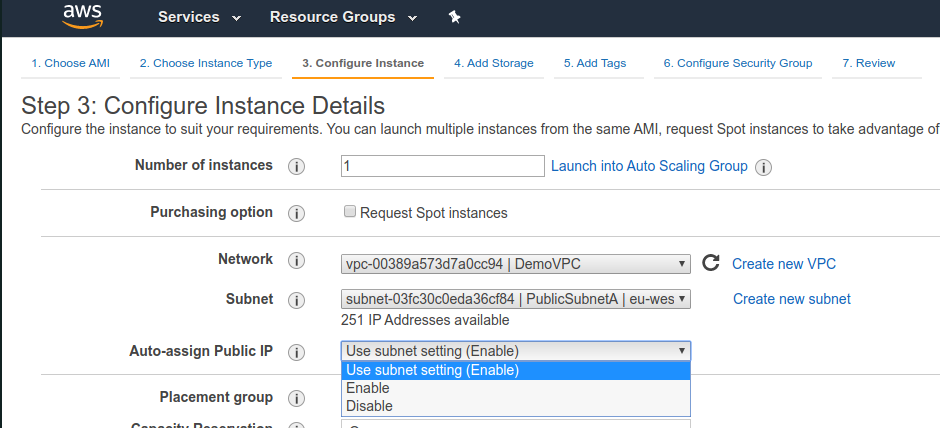 aws
Services
Resource Groups
1. Choose AMI
2. Choose Instance Type
3. Configure Instance
4. Add Storage
5. Add Tags
6. Configure Security Group
7. Review
Step 3: Configure Instance Details
Configure the instance to suit your requirements. You can launch multiple instances from the same AMI, request Spot instances to take advantage of
Number of instances
1
Launch into Auto Scaling Group
Purchasing option
Request Spot instances
Network
vpc-00389a573d7a0cc94 | DemoVPC
Create new VPC
Subnet
subnet-03fc30c0eda36cf84 | PublicSubnetA | eu-wes
Create new subnet
251 IP Addresses available
Auto-assign Public IP
Use subnet setting (Enable)
Use subnet setting (Enable)
Enable
Disable
Placement group
Capacity Reservation